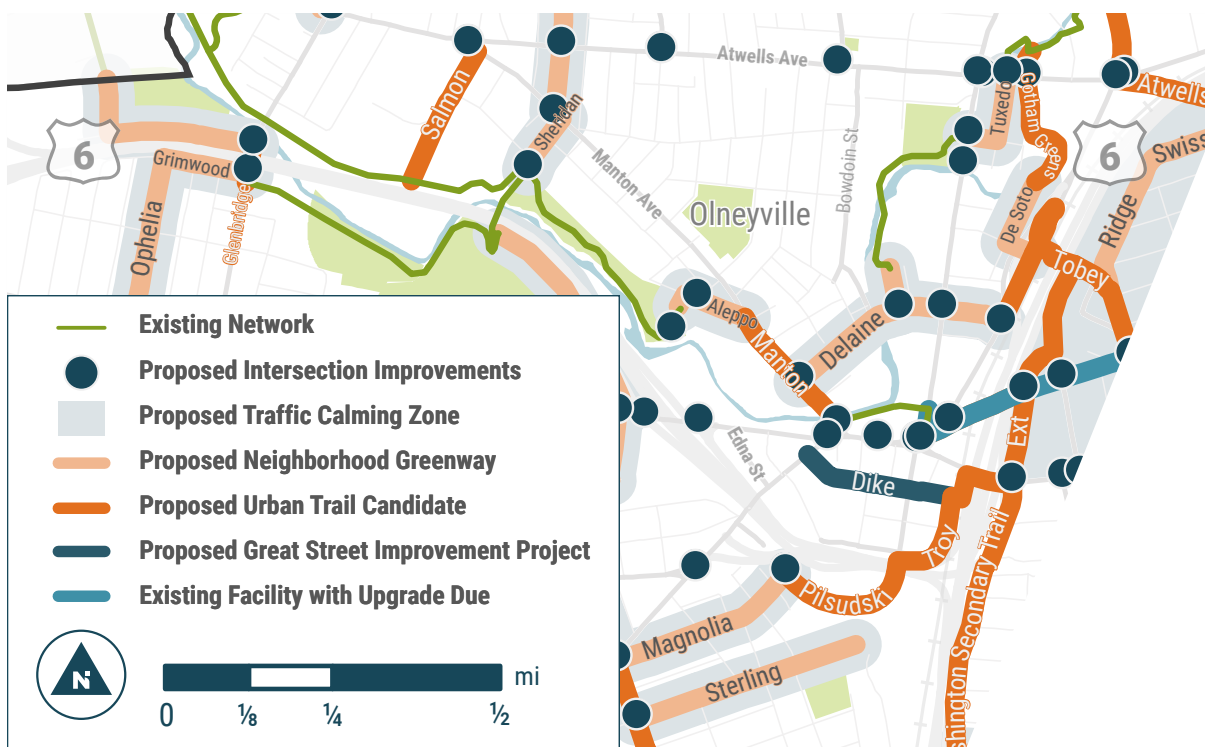 Atwells Ave
Atwells
Salmon
Sheridan
Tuxedo
Gotham Greens
6
6
Swiss
Grimwood
Manton Ave
Bowdoin St
Glenbridge
Ophelia
Olneyville
De Soto
Ridge
Tobey
Aleppo
Manton
Delaine
Edna St
Ext
Dike
Troy
Pilsudski
Magnolia
Sterling
shington Secondary Trail
Existing Network
Proposed Intersection Improvements
Proposed Traffic Calming Zone
Proposed Neighborhood Greenway
Proposed Urban Trail Candidate
Proposed Great Street Improvement Project
Existing Facility with Upgrade Due
N
mi
0 ⅛ ¼ ½